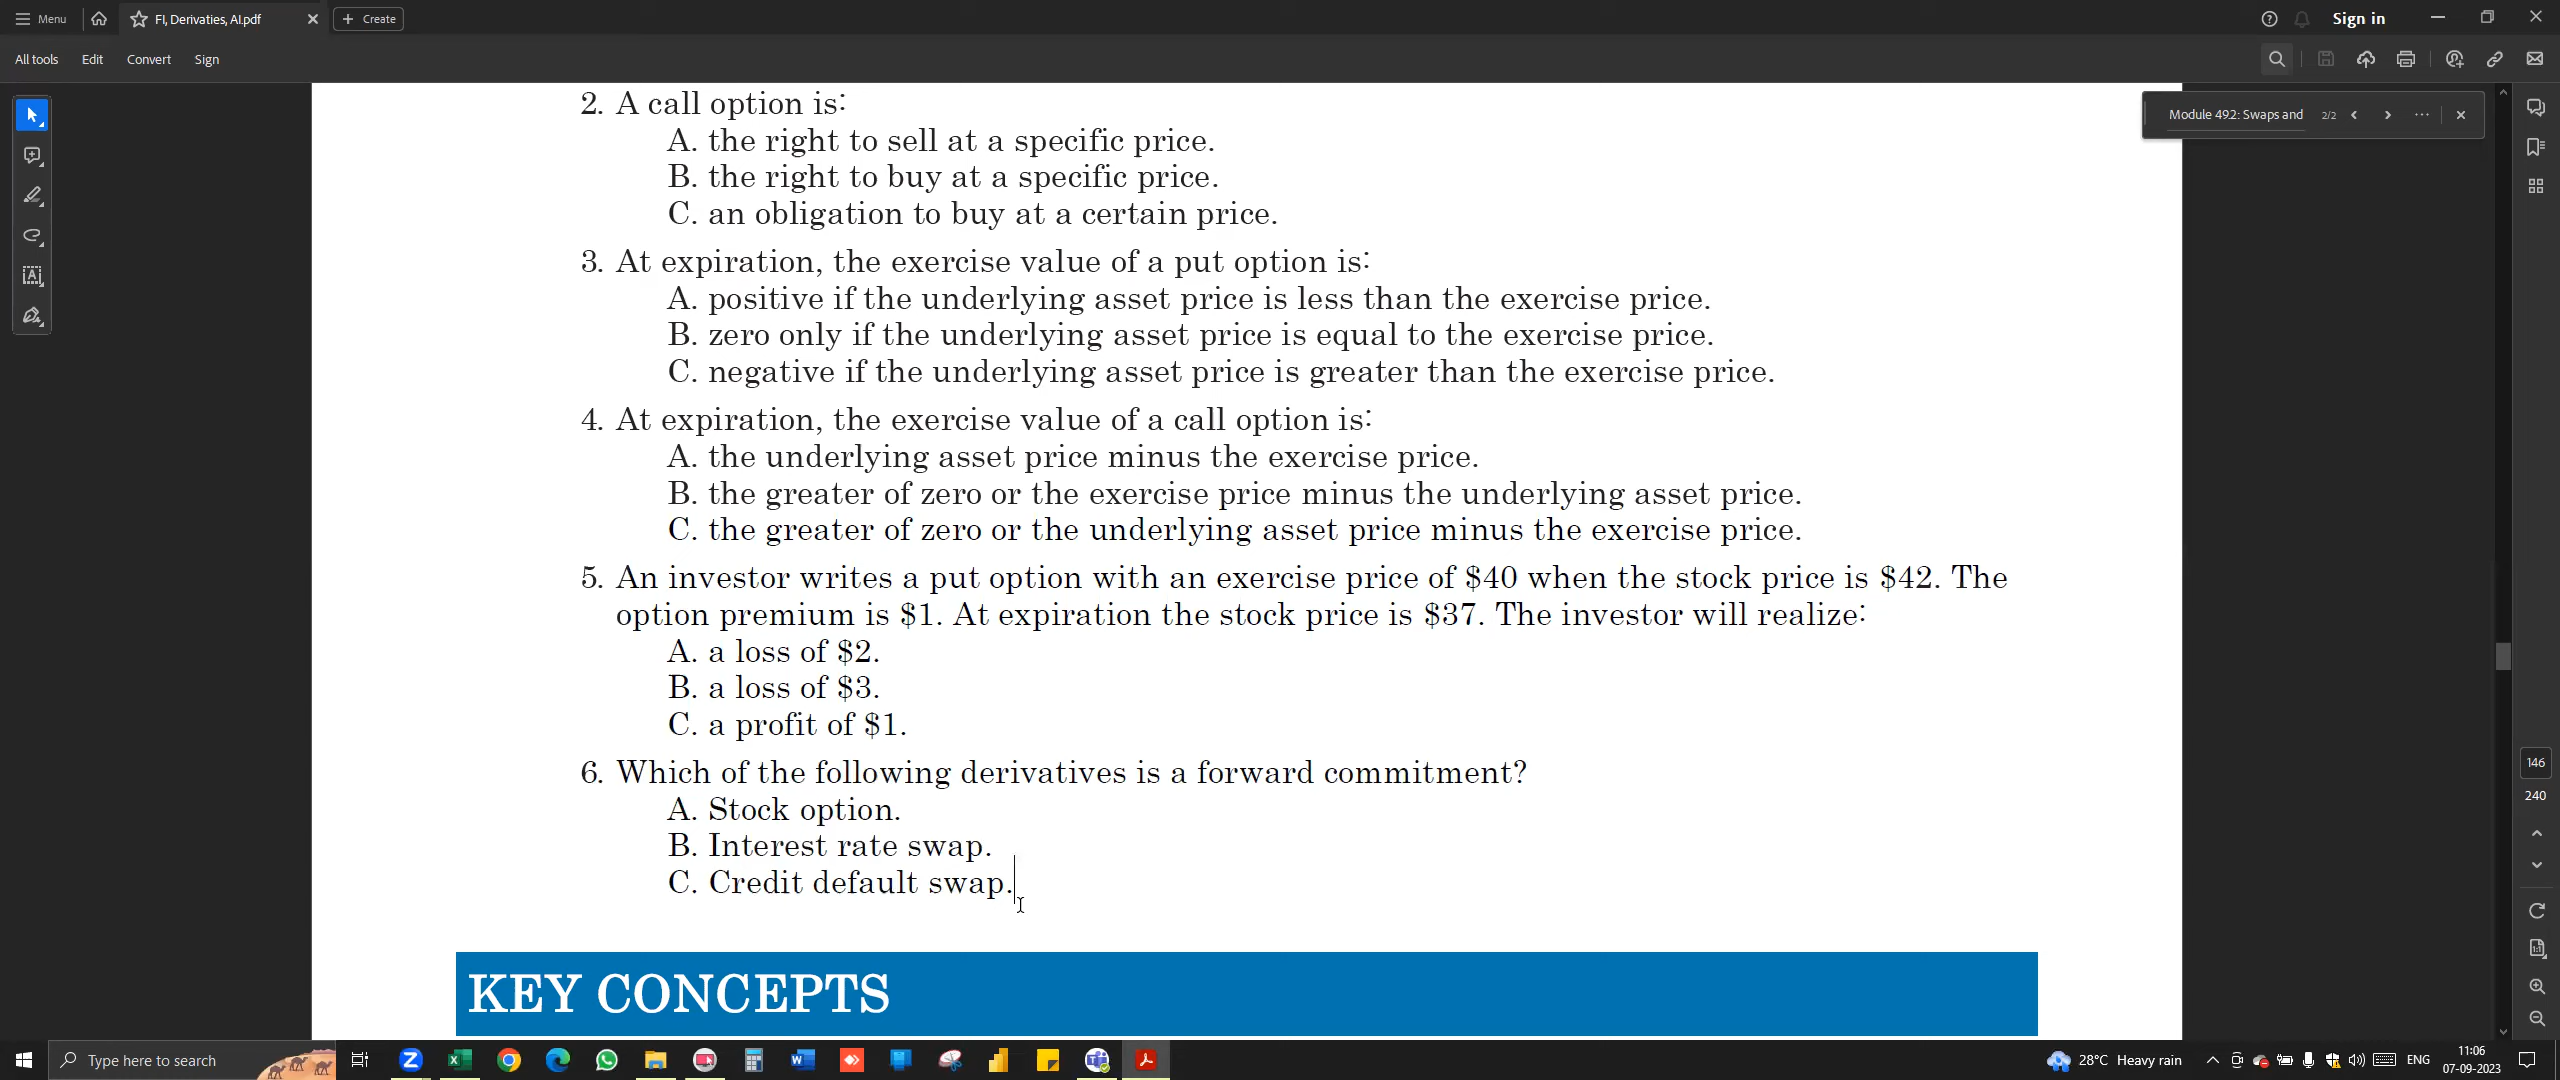 Menu
FI, Derivaties, AI.pdf
Create
Sign in
All tools
Edit
Convert
Sign
Module 49.2: Swaps and
2/2
2. A call option is:
A. the right to sell at a specific price.
B. the right to buy at a specific price.
C. an obligation to buy at a certain price.
3. At expiration, the exercise value of a put option is:
A. positive if the underlying asset price is less than the exercise price.
B. zero only if the underlying asset price is equal to the exercise price.
C. negative if the underlying asset price is greater than the exercise price.
4. At expiration, the exercise value of a call option is:
A. the underlying asset price minus the exercise price.
B. the greater of zero or the exercise price minus the underlying asset price.
C. the greater of zero or the underlying asset price minus the exercise price.
5. An investor writes a put option with an exercise price of $40 when the stock price is $42. The
option premium is $1. At expiration the stock price is $37. The investor will realize:
A. a loss of $2.
B. a loss of $3.
C. a profit of $1.
6. Which of the following derivatives is a forward commitment?
A. Stock option.
B. Interest rate swap.
C. Credit default swap.
KEY CONCEPTS
146
240
Type here to search
28°C Heavy rain
ENG
11:06
07-09-2023